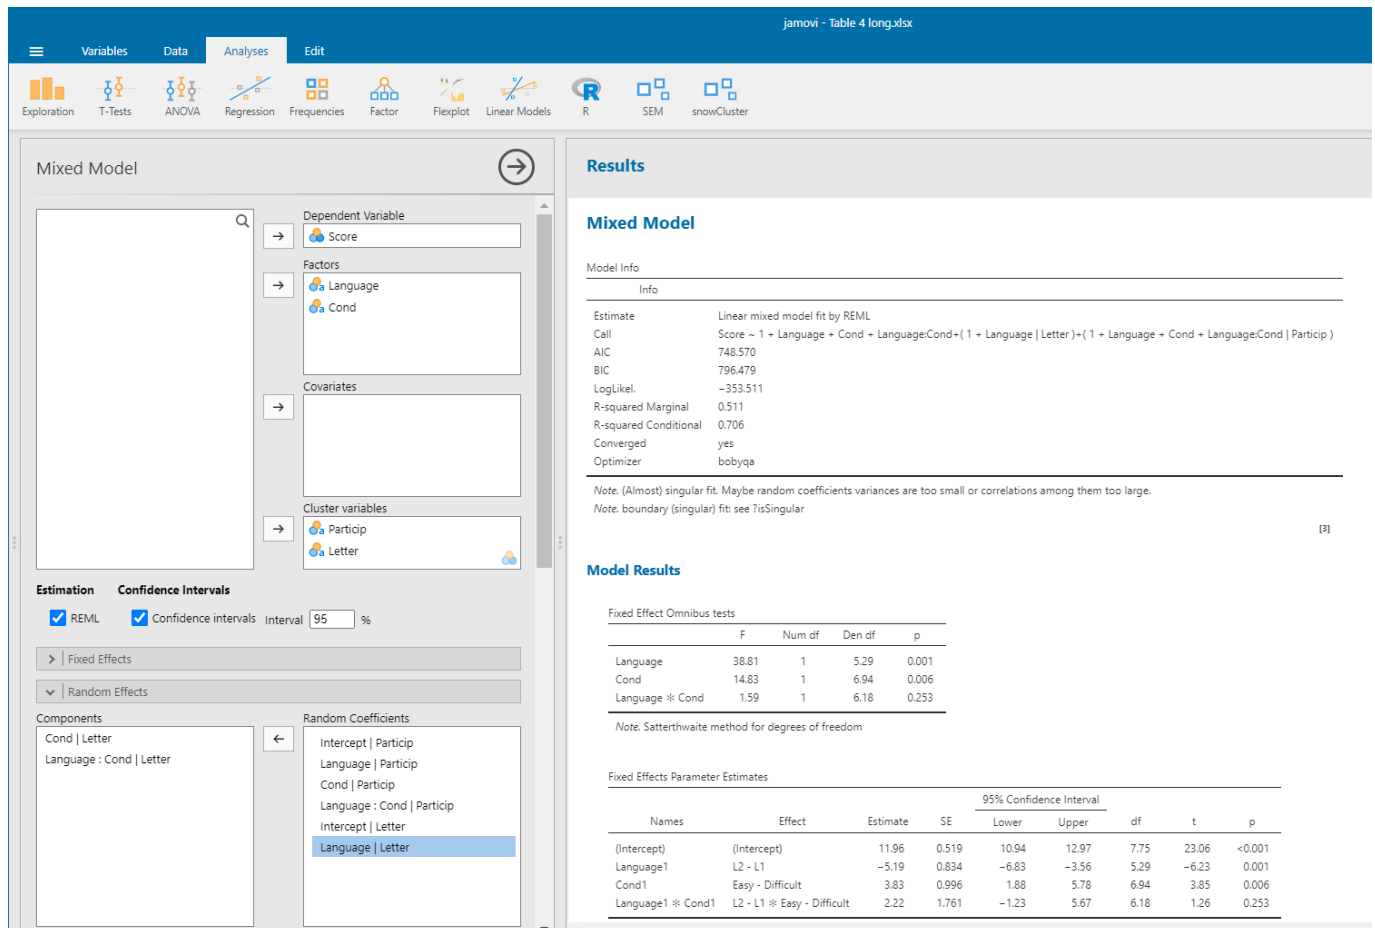 jamovi - Table 4 long.xlsx
Variables Data Analyses Edit
Exploration T-Tests ANOVA Regression Frequencies Factor Flexplot Linear Models R SEM snowCluster
Mixed Model
Dependent Variable
Score
Factors
a Language
a Cond
Covariates
Cluster variables
a Particip
a Letter
Estimation Confidence Intervals
REML Confidence intervals Interval 95 %
Fixed Effects
Random Effects
Components
Cond | Letter
Language : Cond | Letter
Random Coefficients
Intercept | Particip
Language | Particip
Cond | Particip
Language : Cond | Particip
Intercept | Letter
Language | Letter
Results
Mixed Model
Model Info
Info
Estimate Linear mixed model fit by REML
Call Score ~ 1 + Language + Cond + Language:Cond+( 1 + Language | Letter )+( 1 + Language + Cond + Language:Cond | Particip )
AIC 748.570
BIC 796.479
LogLikel. −353.511
R-squared Marginal 0.511
R-squared Conditional 0.706
Converged yes
Optimizer bobyqa
Note. (Almost) singular fit. Maybe random coefficients variances are too small or correlations among them too large.
Note. boundary (singular) fit: see ?isSingular
[3]
Model Results
Fixed Effect Omnibus tests
F Num df Den df p
Language 38.81 1 5.29 0.001
Cond 14.83 1 6.94 0.006
Language ✻ Cond 1.59 1 6.18 0.253
Note. Satterthwaite method for degrees of freedom
Fixed Effects Parameter Estimates
95% Confidence Interval
Names Effect Estimate SE Lower Upper df t p
(Intercept) (Intercept) 11.96 0.519 10.94 12.97 7.75 23.06 <0.001
Language1 L2 - L1 −5.19 0.834 −6.83 −3.56 5.29 −6.23 0.001
Cond1 Easy - Difficult 3.83 0.996 1.88 5.78 6.94 3.85 0.006
Language1 ✻ Cond1 L2 - L1 ✻ Easy - Difficult 2.22 1.761 −1.23 5.67 6.18 1.26 0.253